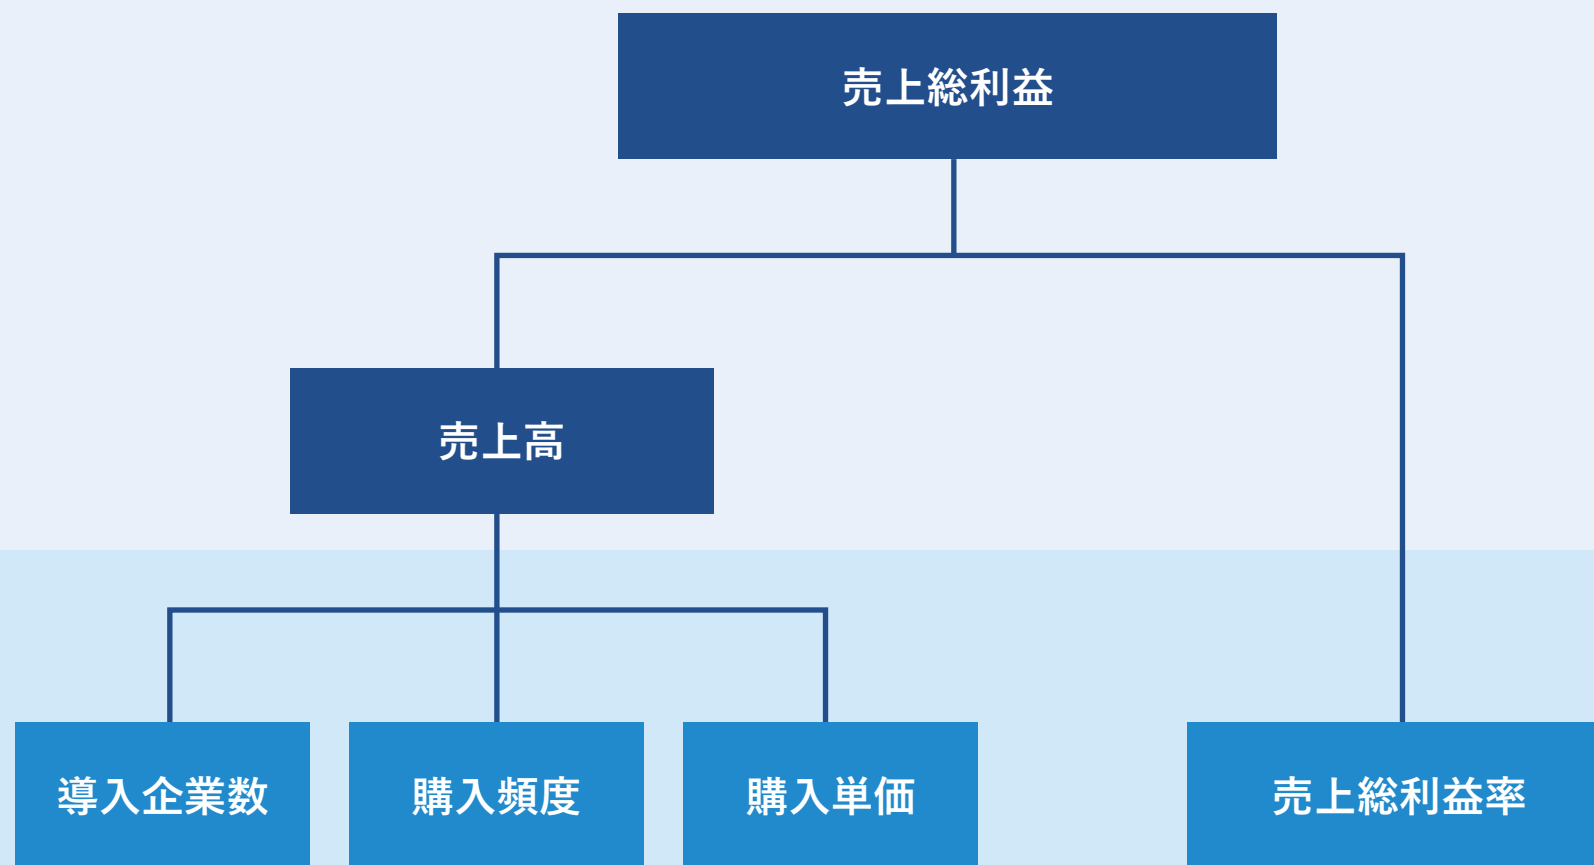 売上総利益
売上高
導入企業数
購入頻度
購入単価
売上総利益率